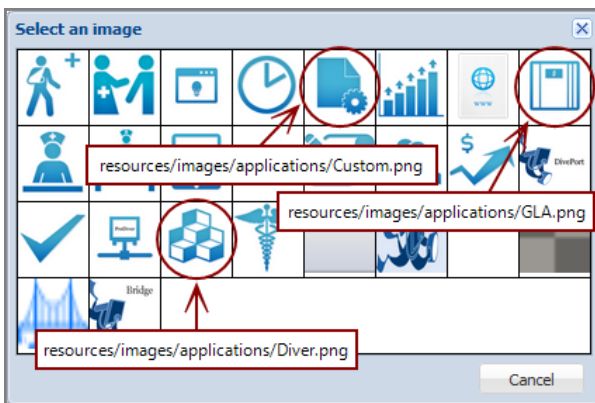 Select an image
www
resources/images/applications/Custom.png
$
DivePort
resources/images/applications/GLA.png
ProDiver
Bridge
resources/images/applications/Diver.png
Cancel